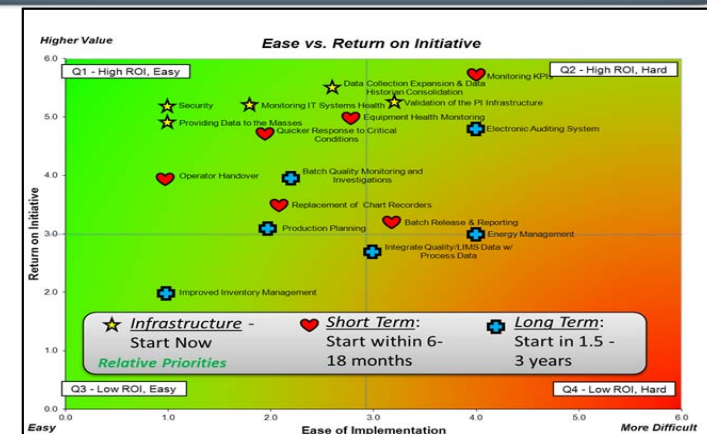 Higher Value
Ease vs. Return on Initiative
6.0
Q1 - High ROI, Easy
Q2 - High ROI, Hard
Monitoring KPIs
Data Collection Expansion & Data
Historian Consolidation
Security
Monitoring IT Systems Health
Validation of the PI Infrastructure
5.0
Providing Data to the Masses
Equipment Health Monitoring
Quicker Response to Critical
Conditions
Electronic Auditing System
4.0
Operator Handover
Batch Quality Monitoring and
Investigations
Return on Initiative
Replacement of Chart Recorders
Production Planning
Batch Release & Reporting
3.0
Energy Management
Integrate Quality/LIMS Data w/
Process Data
2.0
Improved Inventory Management
Infrastructure -
Start Now
Relative Priorities
Short Term:
Start within 6-
18 months
Long Term:
Start in 1.5 -
3 years
1.0
Q3 - Low ROI, Easy
Q4 - Low ROI, Hard
0.0
0.0 1.0 2.0 3.0 4.0 5.0 6.0
Easy
Ease of Implementation
More Difficult